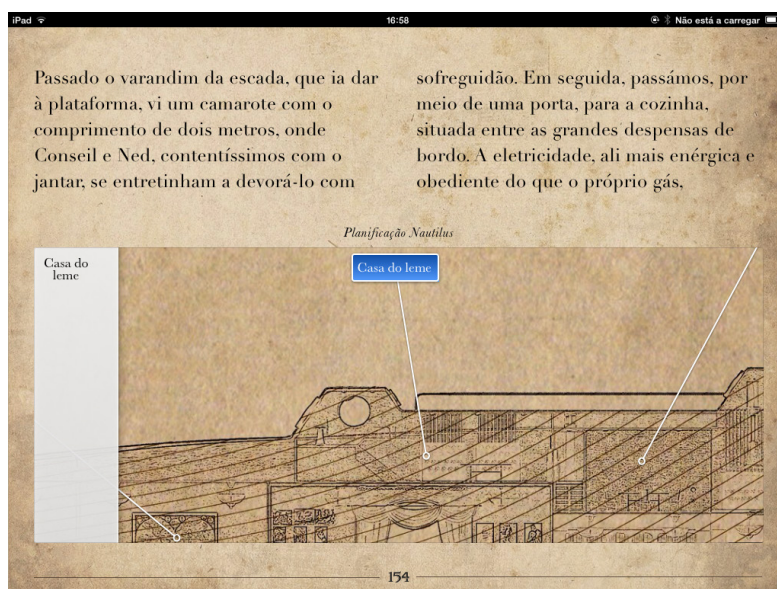 iPad
16:58
Não está a carregar
Passado o varandim da escada, que ia dar
à plataforma, vi um camarote com o
comprimento de dois metros, onde
Conseil e Ned, contentíssimos com o
jantar, se entretinham a devorá-lo com
sofreguidão. Em seguida, passámos, por
meio de uma porta, para a cozinha,
situada entre as grandes despensas de
bordo. A eletricidade, ali mais enérgica e
obediente do que o próprio gás,
Planificação Nautilus
Casa do
leme
Casa do leme
154